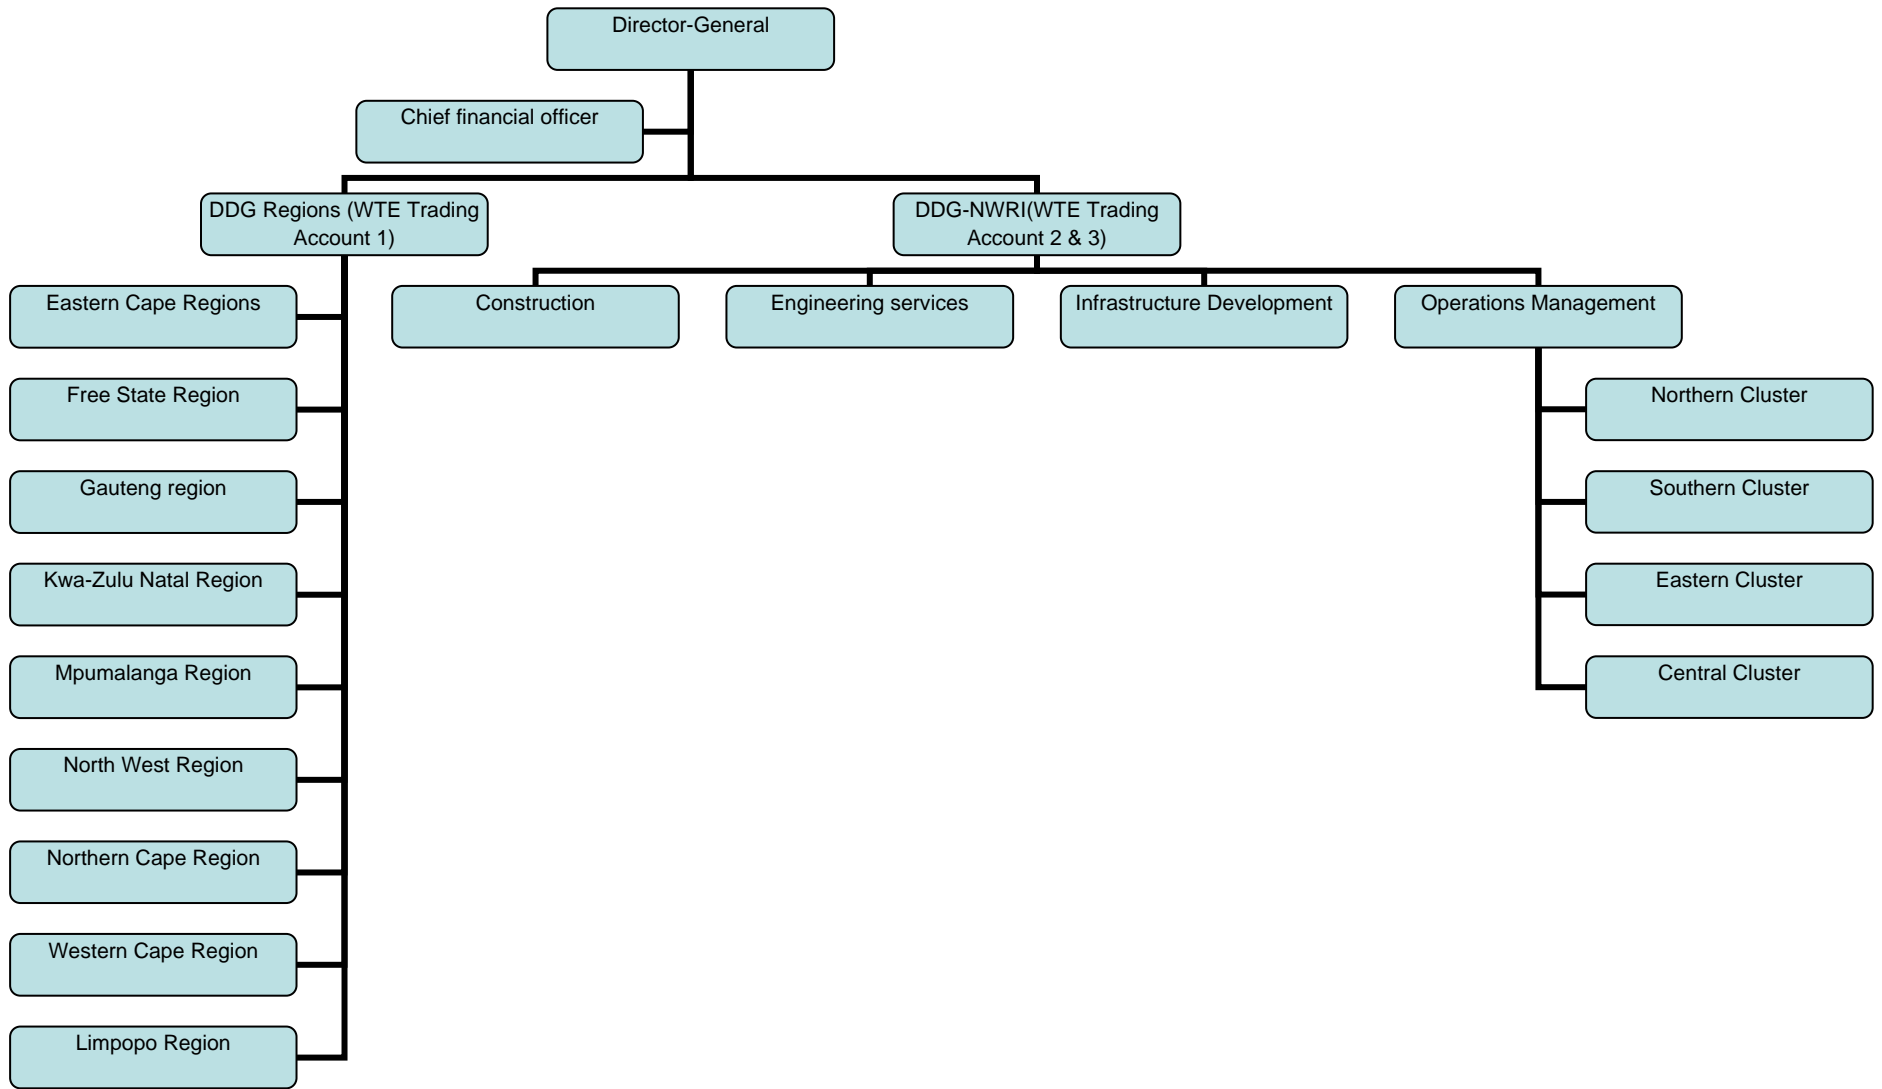 Director-General
Chief financial officer
DDG Regions (WTE Trading
Account 1)
DDG-NWRI(WTE Trading
Account 2 & 3)
Eastern Cape Regions
Construction
Engineering services
Infrastructure Development
Operations Management
Free State Region
Northern Cluster
Gauteng region
Southern Cluster
Kwa-Zulu Natal Region
Eastern Cluster
Mpumalanga Region
Central Cluster
North West Region
Northern Cape Region
Western Cape Region
Limpopo Region